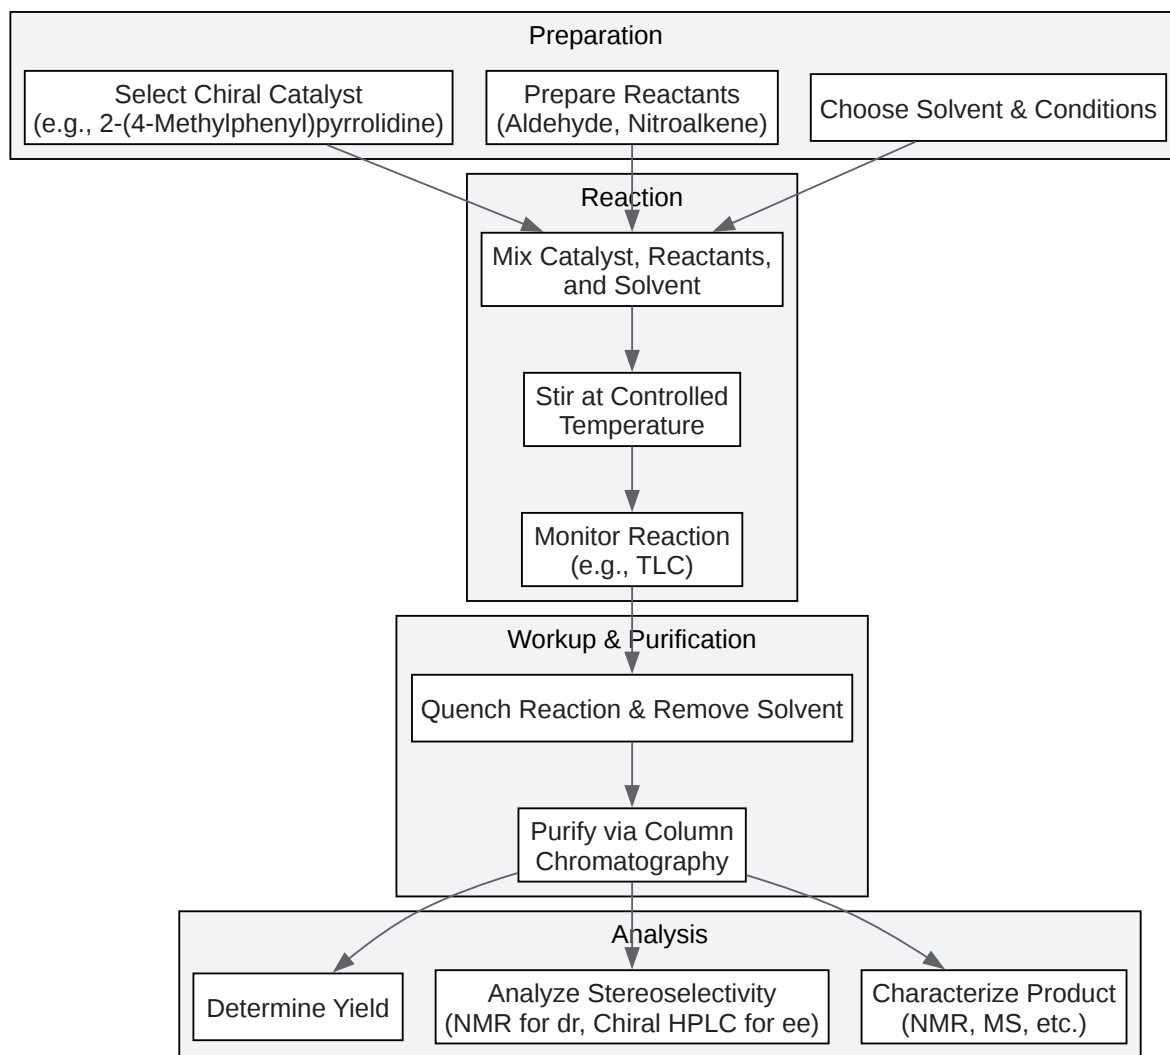 Preparation
Select Chiral Catalyst
(e.g., 2-(4-Methylphenyl)pyrrolidine)
Prepare Reactants
(Aldehyde, Nitroalkene)
Choose Solvent & Conditions
Reaction
Mix Catalyst, Reactants,
and Solvent
Stir at Controlled
Temperature
Monitor Reaction
(e.g., TLC)
Workup & Purification
Quench Reaction & Remove Solvent
Purify via Column
Chromatography
Analysis
Determine Yield
Analyze Stereoselectivity
(NMR for dr, Chiral HPLC for ee)
Characterize Product
(NMR, MS, etc.)